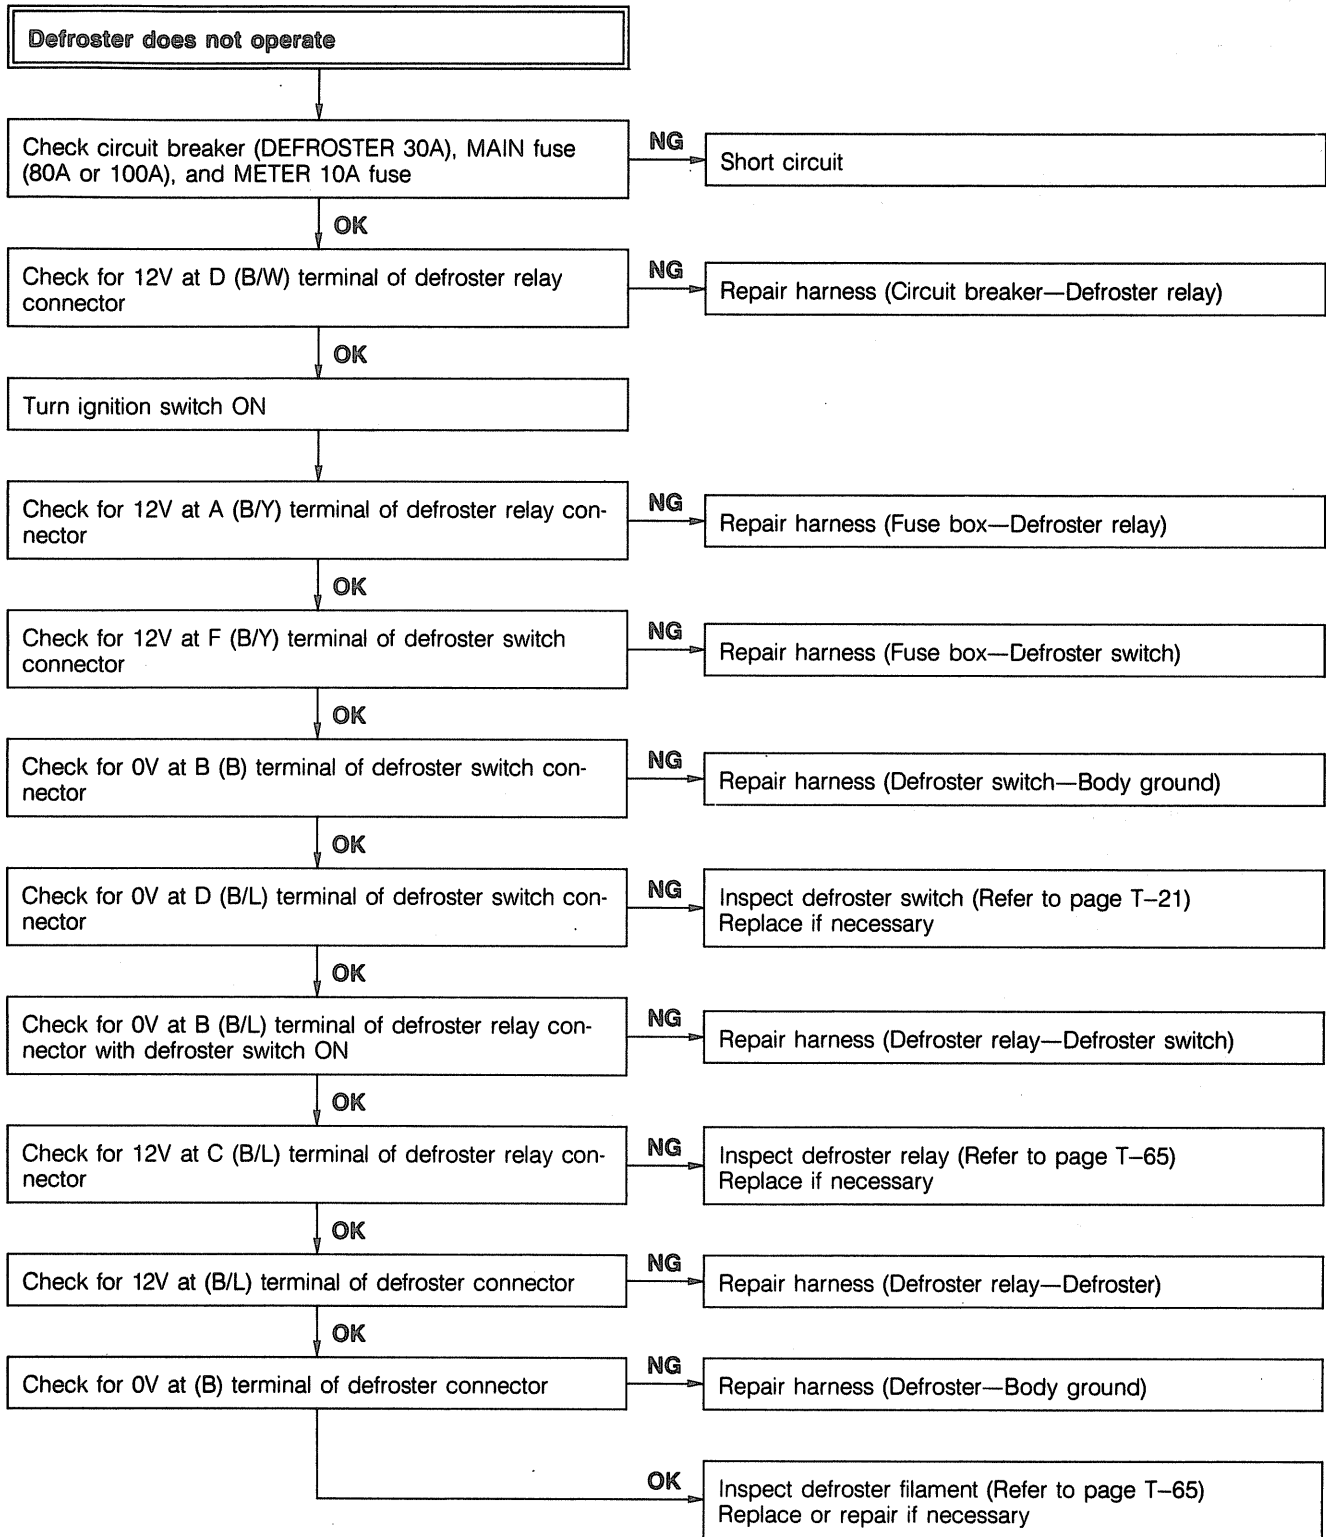 Defroster does not operate
Check circuit breaker (DEFROSTER 30A), MAIN fuse
(80A or 100A), and METER 10A fuse
NG
Short circuit
OK
Check for 12V at D (B/W) terminal of defroster relay
connector
NG
Repair harness (Circuit breaker—Defroster relay)
OK
Turn ignition switch ON
Check for 12V at A (B/Y) terminal of defroster relay con-
nector
NG
Repair harness (Fuse box—Defroster relay)
OK
Check for 12V at F (B/Y) terminal of defroster switch
connector
NG
Repair harness (Fuse box—Defroster switch)
OK
Check for 0V at B (B) terminal of defroster switch con-
nector
NG
Repair harness (Defroster switch—Body ground)
OK
Check for 0V at D (B/L) terminal of defroster switch con-
nector
NG
Inspect defroster switch (Refer to page T–21)
Replace if necessary
OK
Check for 0V at B (B/L) terminal of defroster relay con-
nector with defroster switch ON
NG
Repair harness (Defroster relay—Defroster switch)
OK
Check for 12V at C (B/L) terminal of defroster relay con-
nector
NG
Inspect defroster relay (Refer to page T–65)
Replace if necessary
OK
Check for 12V at (B/L) terminal of defroster connector
NG
Repair harness (Defroster relay—Defroster)
OK
Check for 0V at (B) terminal of defroster connector
NG
Repair harness (Defroster—Body ground)
OK
Inspect defroster filament (Refer to page T–65)
Replace or repair if necessary